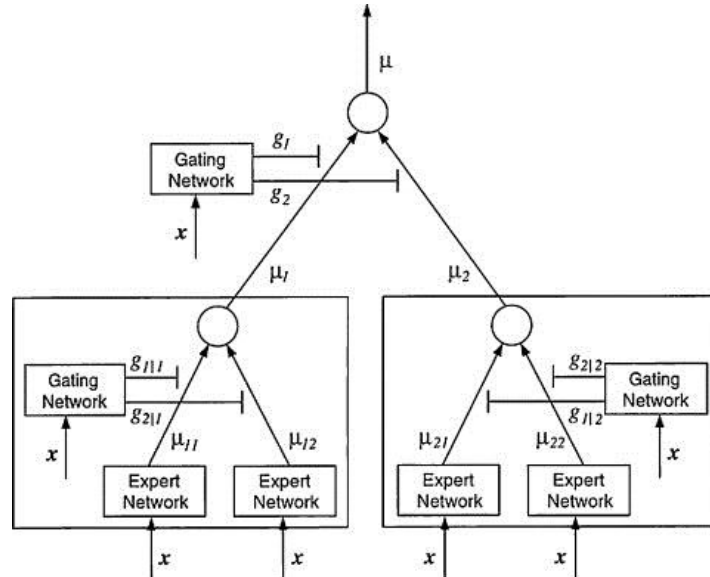 μ
g1
Gating
Network
g2
x
μ1
μ2
g1|1
Gating
Network
g2|1
x
μ11
μ12
Expert
Network
Expert
Network
x
x
g2|2
Gating
Network
g1|2
x
μ21
μ22
Expert
Network
Expert
Network
x
x